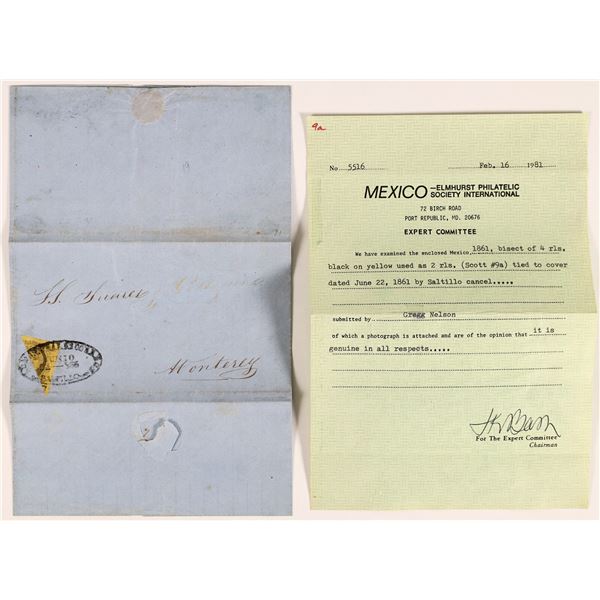 S.S. Suarez
Monterey
SALTILLO
9a
No 5516 Feb. 16 1981
MEXICO-ELMHURST PHILATELIC
SOCIETY INTERNATIONAL
72 BIRCH ROAD
PORT REPUBLIC, MD. 20676
EXPERT COMMITTEE
We have examined the enclosed Mexico, 1861, bisect of 4 rls.
black on yellow used as 2 rls. (Scott #9a) tied to cover
dated June 22, 1861 by Saltillo cancel.....
submitted by Gregg Nelson
of which a photograph is attached and are of the opinion that it is
genuine in all respects.....
For The Expert Committee
Chairman